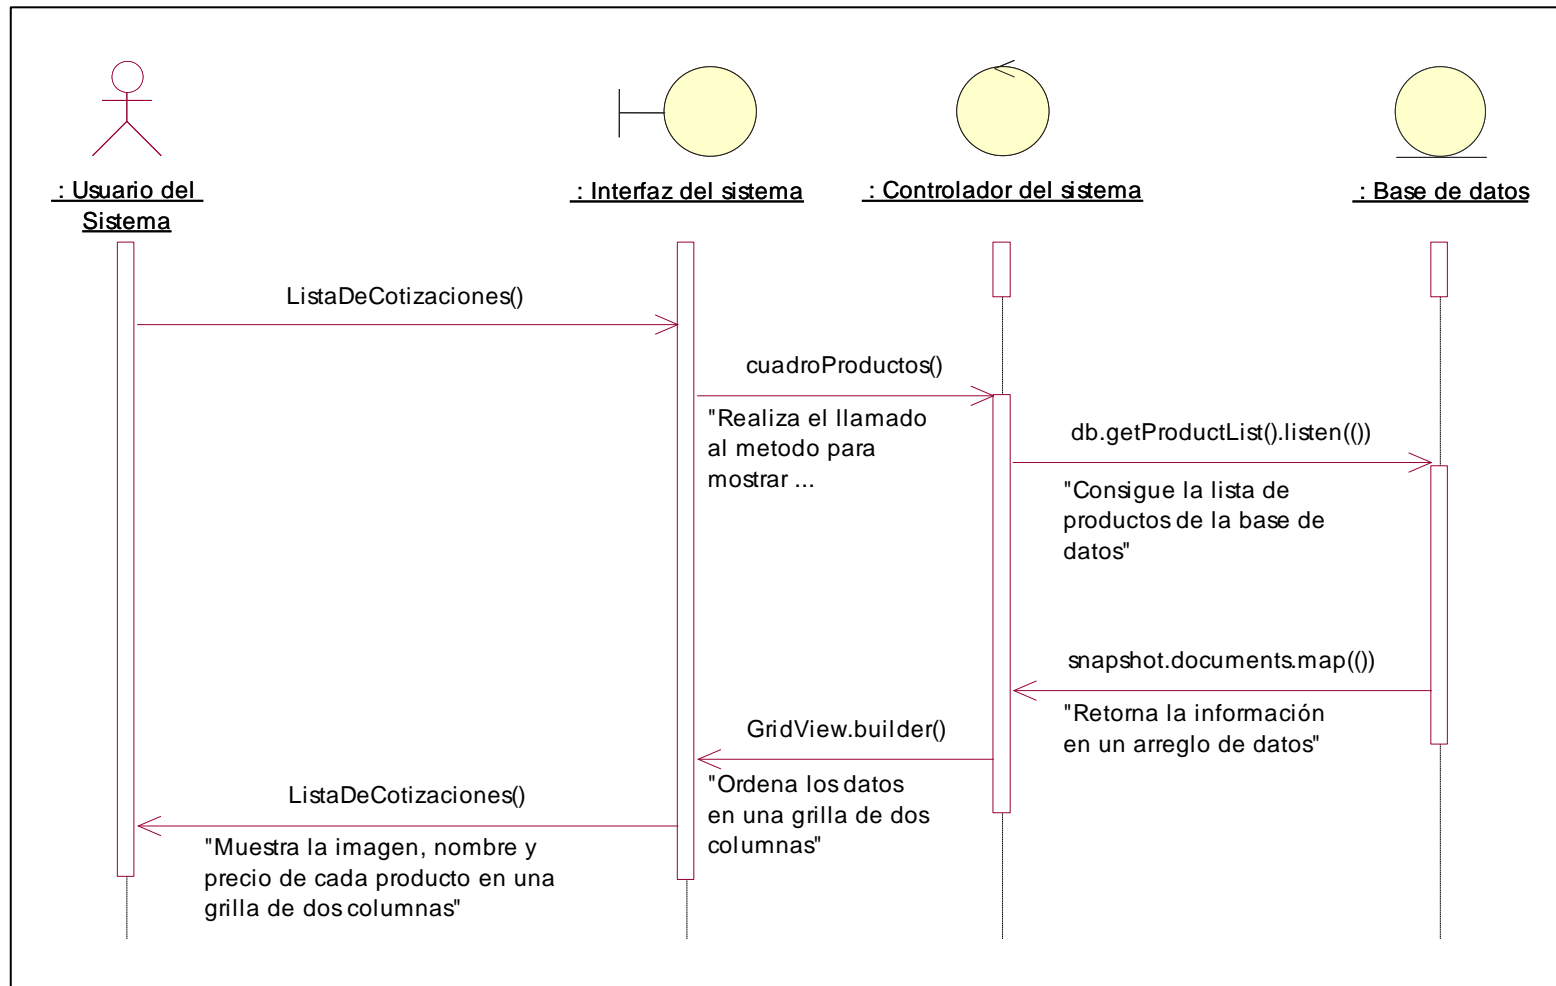 : Usuario del
Sistema
: Interfaz del sistema
: Controlador del sistema
: Base de datos
ListaDeCotizaciones()
cuadroProductos()
"Realiza el llamado
al metodo para
mostrar ...
db.getProductList().listen(())
"Consigue la lista de
productos de la base de
datos"
snapshot.documents.map(())
"Retorna la información
en un arreglo de datos"
GridView.builder()
"Ordena los datos
en una grilla de dos
columnas"
ListaDeCotizaciones()
"Muestra la imagen, nombre y
precio de cada producto en una
grilla de dos columnas"